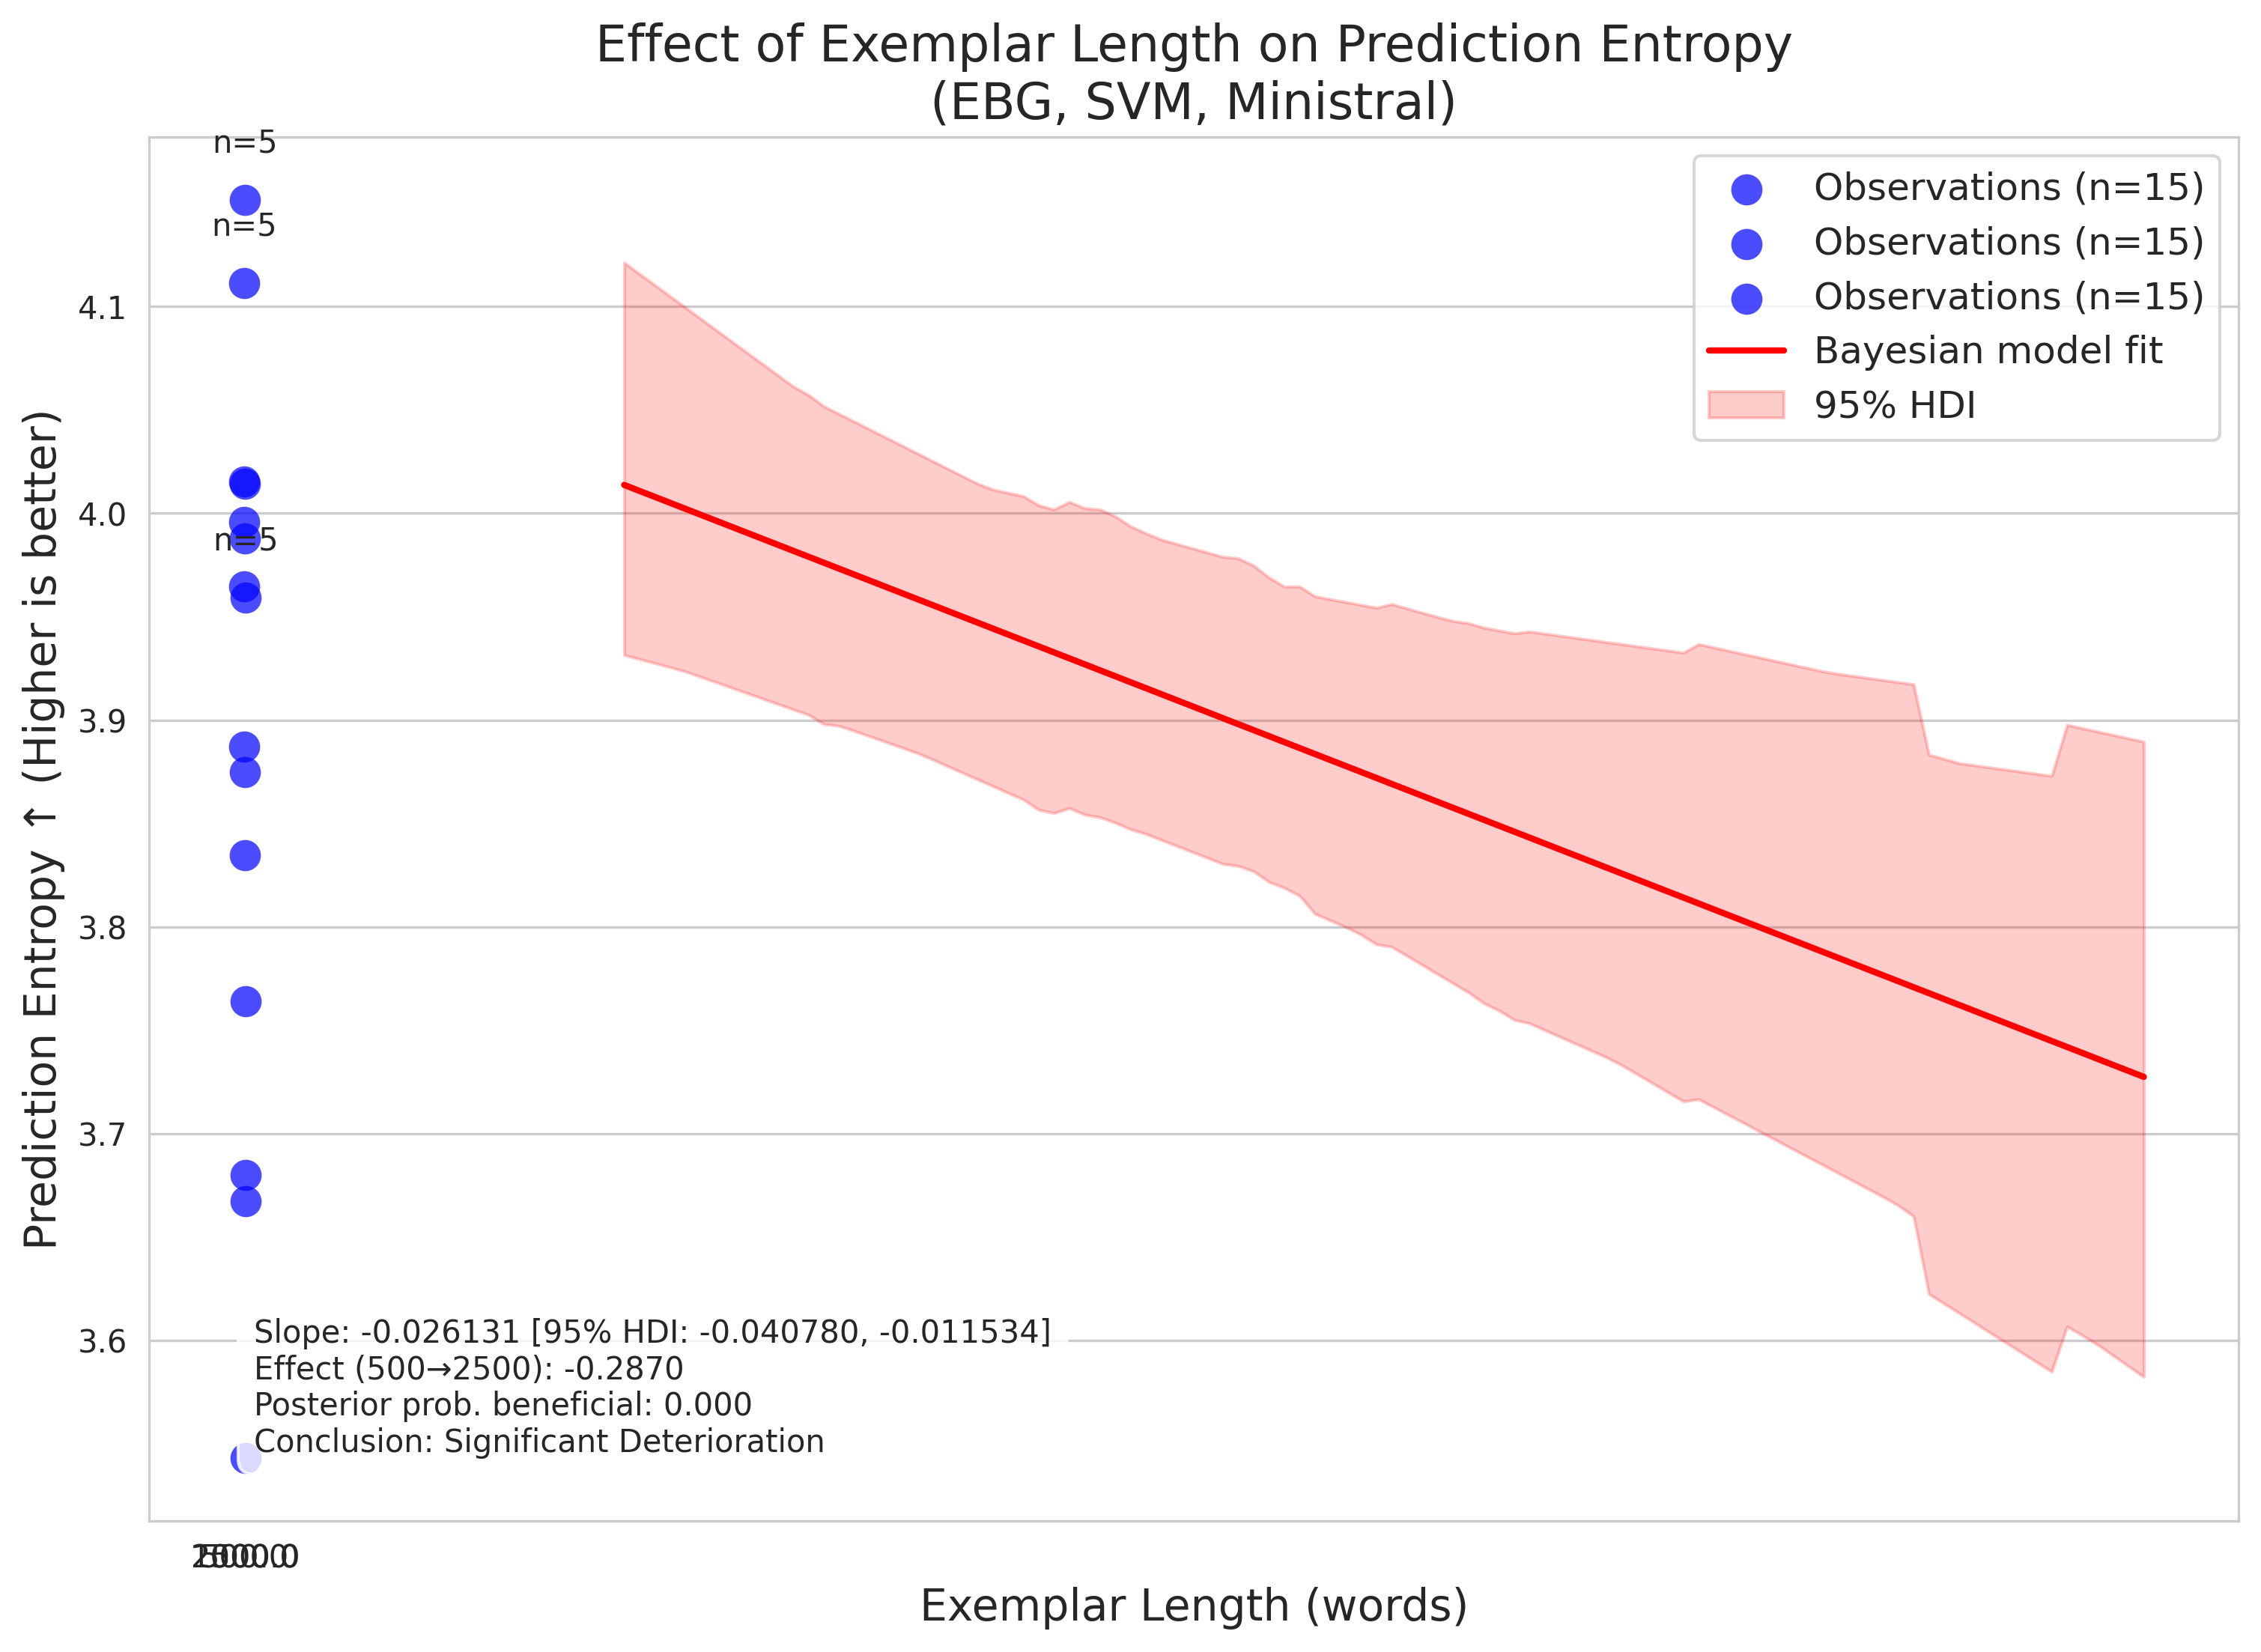 Effect of Exemplar Length on Prediction Entropy
(EBG, SVM, Ministral)
n=5
n=5
n=5
Observations (n=15)
Observations (n=15)
Observations (n=15)
Bayesian model fit
95% HDI
Prediction Entropy ↑ (Higher is better)
4.1
4.0
3.9
3.8
3.7
3.6
Slope: -0.026131 [95% HDI: -0.040780, -0.011534]
Effect (500→2500): -0.2870
Posterior prob. beneficial: 0.000
Conclusion: Significant Deterioration
Exemplar Length (words)